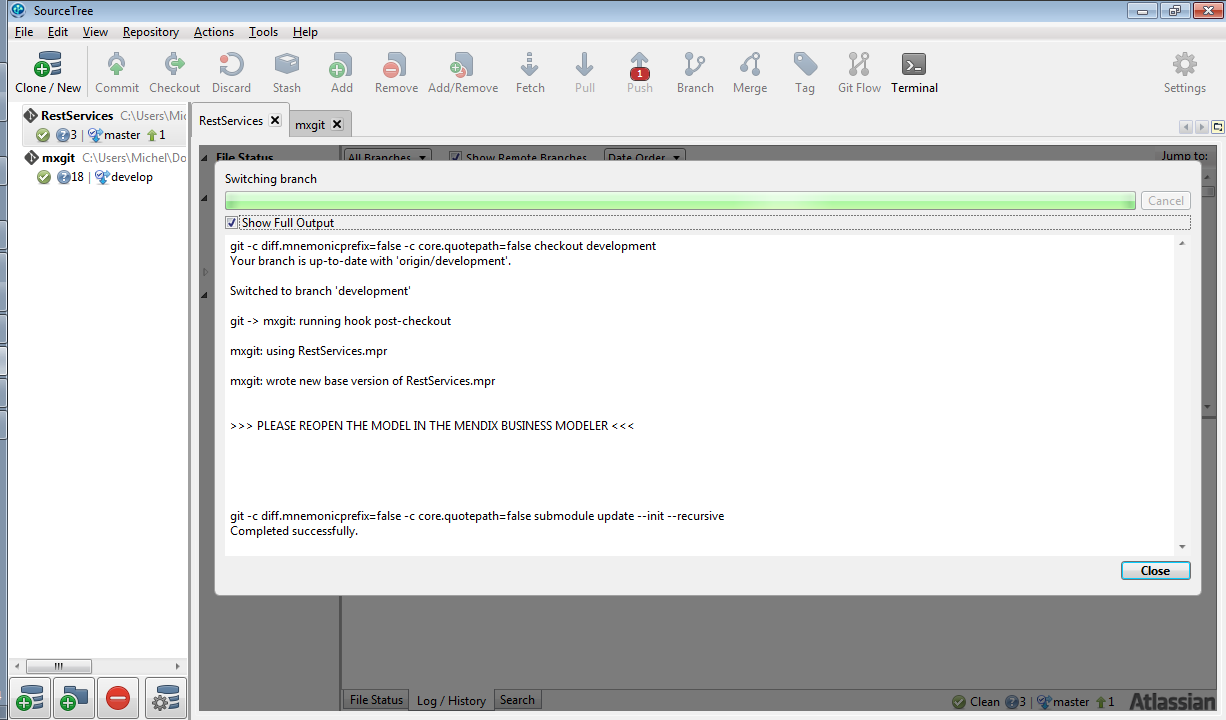 SourceTree
File Edit View Repository Actions Tools Help
Clone / New Commit Checkout Discard Stash Add Remove Add/Remove Fetch Pull 1 Push Branch Merge Tag Git Flow Terminal Settings
RestServices C:\Users\Mic
3 | master 1
mxgit C:\Users\Michel\Do
18 | develop
RestServices mxgit
File Status All Branches Show Remote Branches Date Order Jump to:
Switching branch
Cancel
Show Full Output
git -c diff.mnemonicprefix=false -c core.quotepath=false checkout development
Your branch is up-to-date with 'origin/development'.
Switched to branch 'development'
git -> mxgit: running hook post-checkout
mxgit: using RestServices.mpr
mxgit: wrote new base version of RestServices.mpr
>>> PLEASE REOPEN THE MODEL IN THE MENDIX BUSINESS MODELER <<<
git -c diff.mnemonicprefix=false -c core.quotepath=false submodule update --init --recursive
Completed successfully.
Close
File Status Log / History Search Clean 3 | master 1 Atlassian